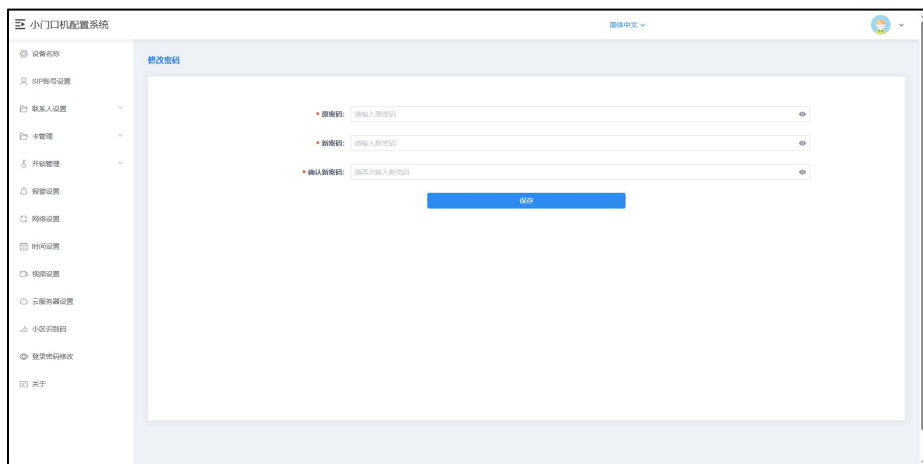 小门口机配置系统
简体中文
设备名称
SIP账号设置
联系人设置
卡管理
开锁管理
报警设置
网络设置
时间设置
视频设置
云服务器设置
小区识别码
登录密码修改
关于
修改密码
* 原密码: 请输入原密码
* 新密码: 请输入新密码
* 确认新密码: 请再次输入新密码
保存